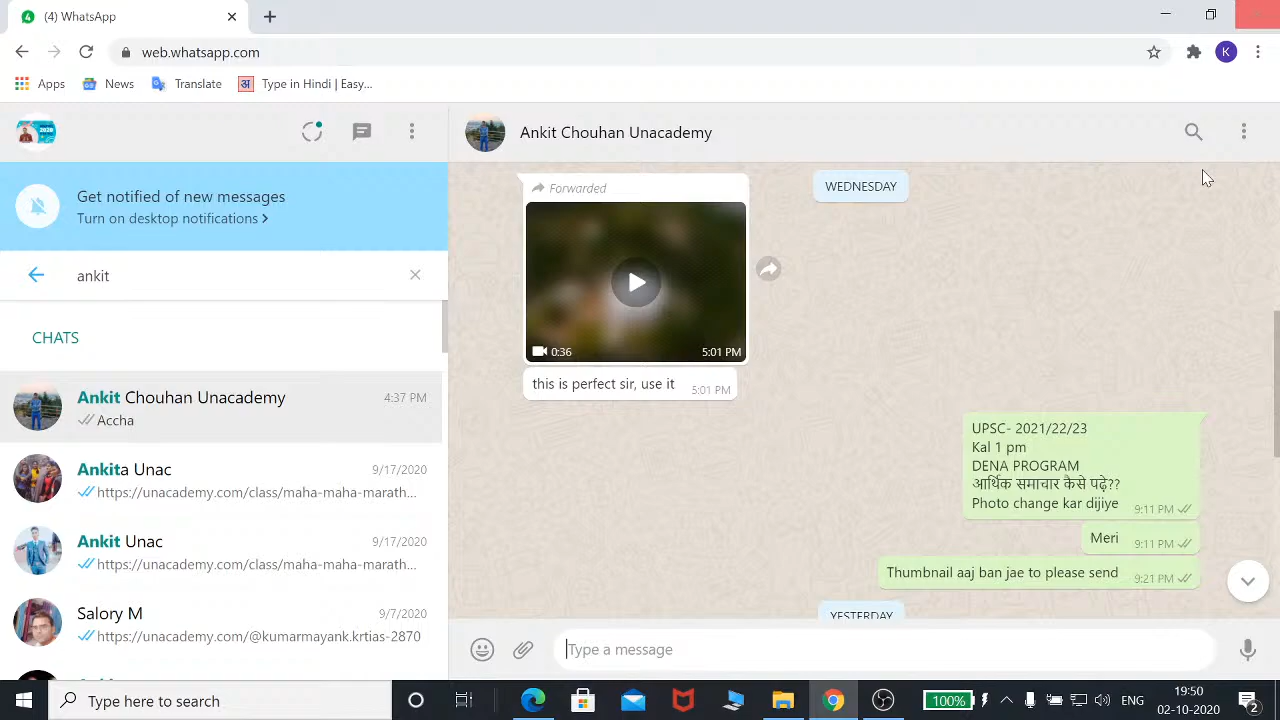 (4) WhatsApp
web.whatsapp.com
K
Apps
News
Translate
अ
Type in Hindi | Easy...
2020
Ankit Chouhan Unacademy
Get notified of new messages
Turn on desktop notifications >
ankit
CHATS
Ankit Chouhan Unacademy
4:37 PM
Accha
Ankita Unac
9/17/2020
https://unacademy.com/class/maha-maha-marath...
Ankit Unac
9/17/2020
https://unacademy.com/class/maha-maha-marath...
Salory M
9/7/2020
https://unacademy.com/@kumarmayank.krtias-2870
WEDNESDAY
Forwarded
0:36
5:01 PM
this is perfect sir, use it
5:01 PM
UPSC- 2021/22/23
Kal 1 pm
DENA PROGRAM
आर्थिक समाचार कैसे पढ़े??
Photo change kar dijiye
9:11 PM
Meri
9:11 PM
Thumbnail aaj ban jae to please send
9:21 PM
YESTERDAY
Type a message
Type here to search
100%
ENG
19:50
02-10-2020
2